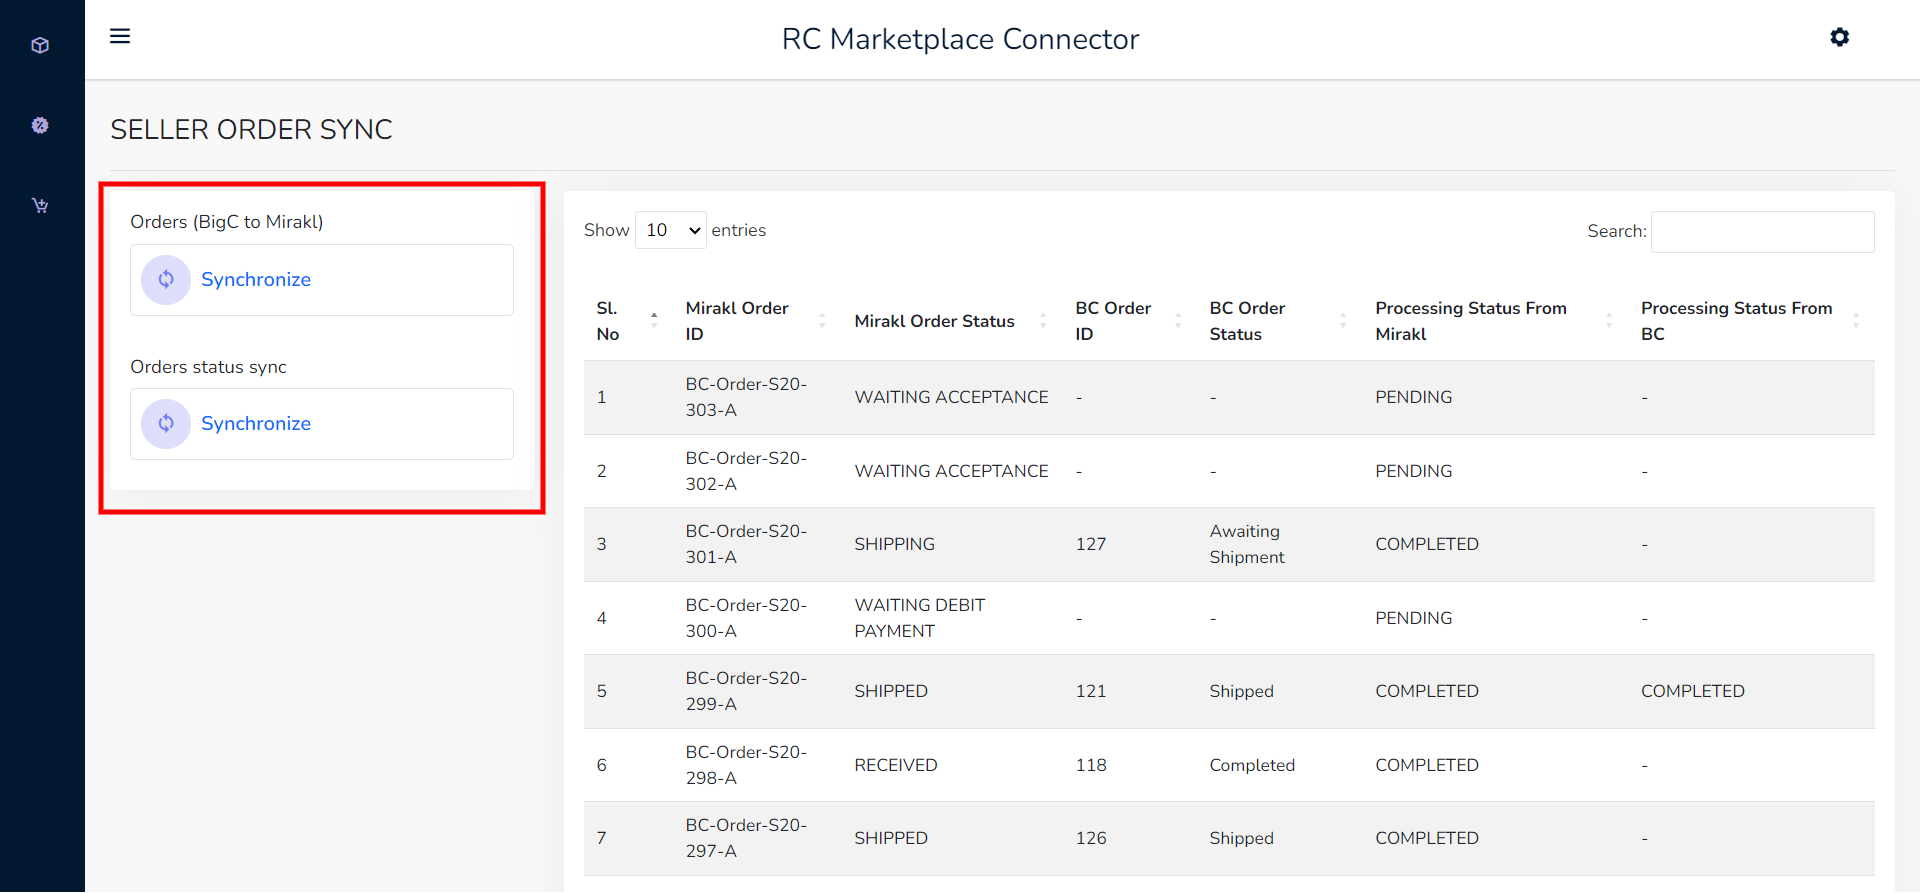 RC Marketplace Connector
SELLER ORDER SYNC
Orders (BigC to Mirakl)
Synchronize
Orders status sync
Synchronize
Show 10 entries
Search:
Sl. No Mirakl Order ID Mirakl Order Status BC Order ID BC Order Status Processing Status From Mirakl Processing Status From BC
1 BC-Order-S20-303-A WAITING ACCEPTANCE - - PENDING -
2 BC-Order-S20-302-A WAITING ACCEPTANCE - - PENDING -
3 BC-Order-S20-301-A SHIPPING 127 Awaiting Shipment COMPLETED -
4 BC-Order-S20-300-A WAITING DEBIT PAYMENT - - PENDING -
5 BC-Order-S20-299-A SHIPPED 121 Shipped COMPLETED COMPLETED
6 BC-Order-S20-298-A RECEIVED 118 Completed COMPLETED -
7 BC-Order-S20-297-A SHIPPED 126 Shipped COMPLETED -